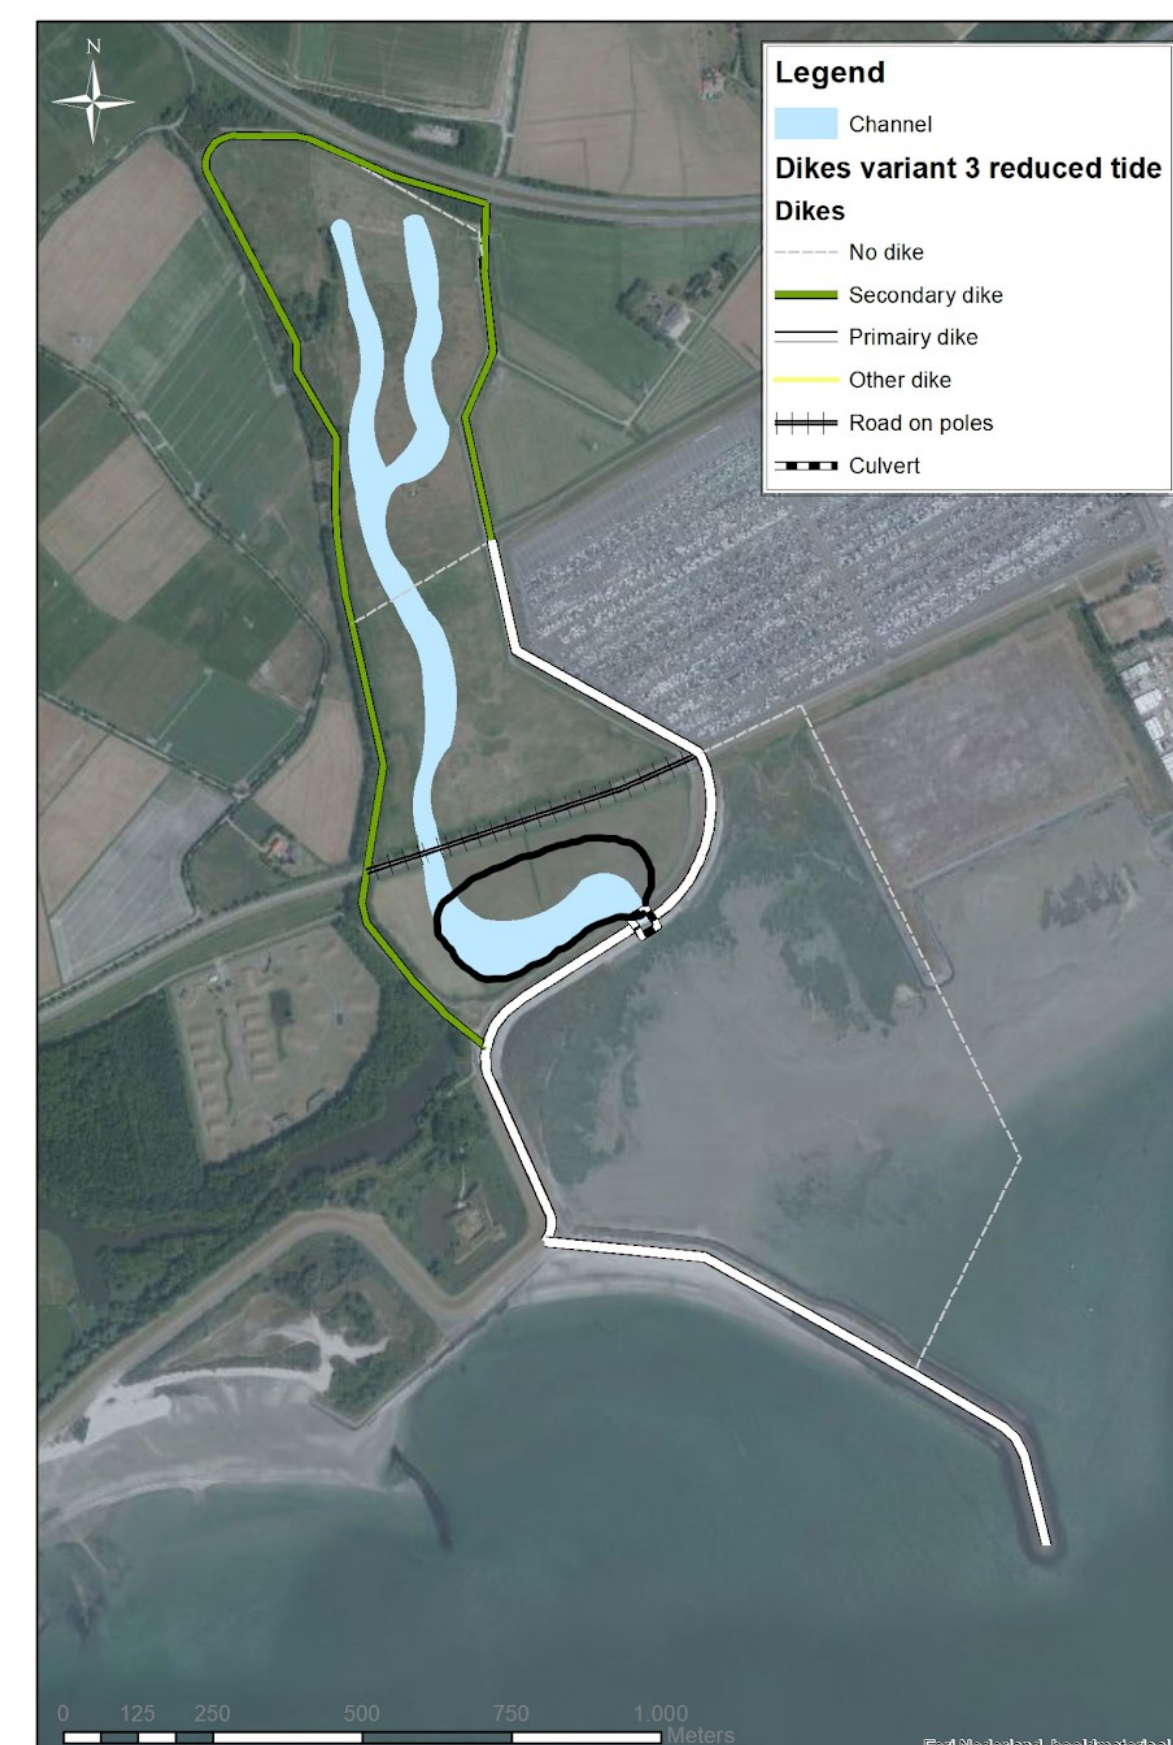 N
Legend
Channel
Dikes variant 3 reduced tide
Dikes
No dike
Secondary dike
Primairy dike
Other dike
Road on poles
Culvert
0 125 250 500 750 1.000
Meters